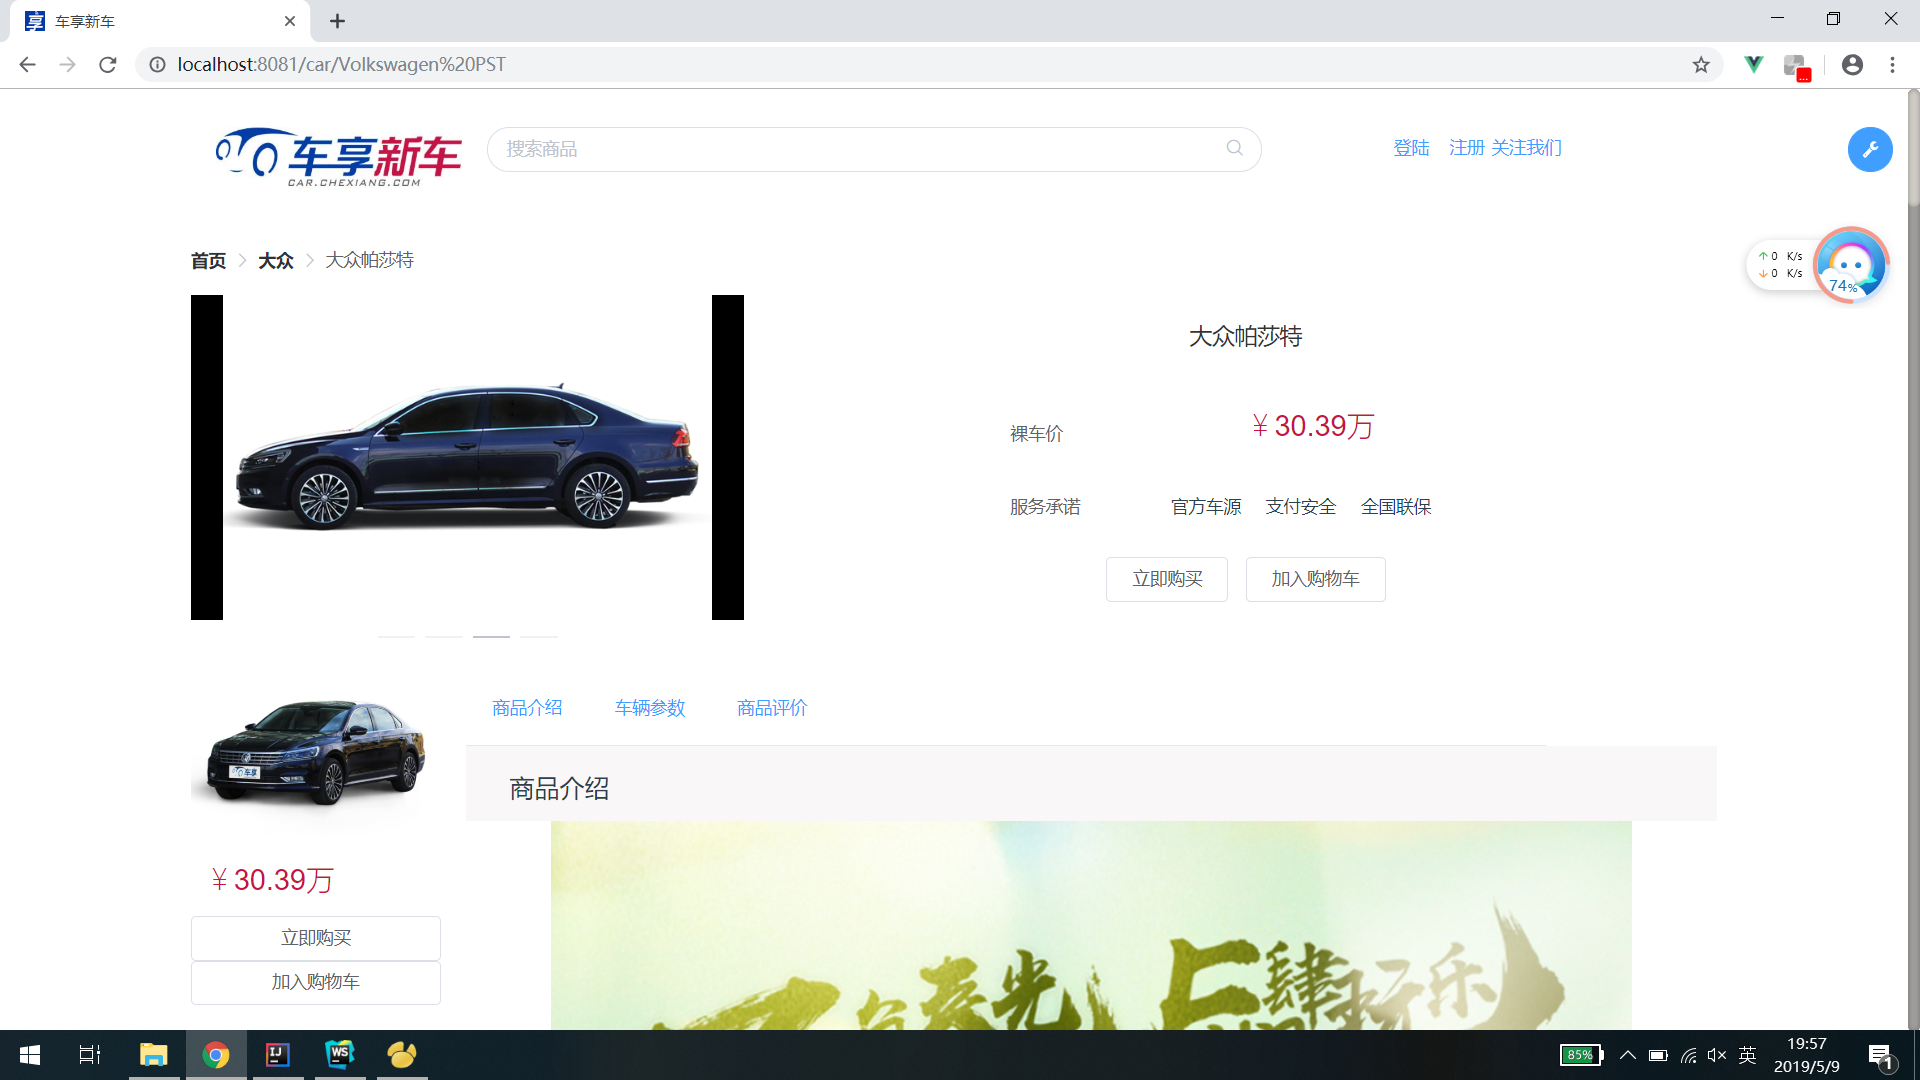 车享新车
localhost:8081/car/Volkswagen%20PST
车享新车
CAR.CHEXIANG.COM
搜索商品
登陆 注册 关注我们
首页 > 大众 > 大众帕莎特
↑ 0 K/s
↓ 0 K/s
74%
大众帕莎特
裸车价 ¥ 30.39万
服务承诺 官方车源 支付安全 全国联保
立即购买 加入购物车
商品介绍 车辆参数 商品评价
商品介绍
¥ 30.39万
立即购买
加入购物车
春光 与 肆 玩乐
85% 英 19:57
2019/5/9
1